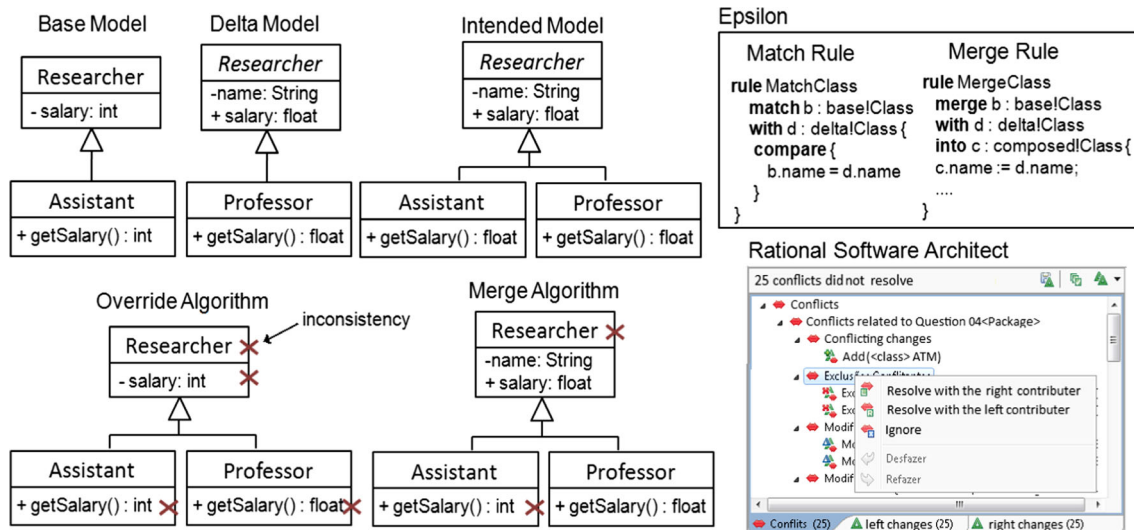 Base Model
Researcher
- salary: int
Assistant
+ getSalary() : int
Delta Model
Researcher
-name: String
+ salary: float
Professor
+ getSalary() : float
Intended Model
Researcher
-name: String
+ salary: float
Assistant
+ getSalary() : float
Professor
+ getSalary() : float
Epsilon
Match Rule
rule MatchClass
match b : base!Class
with d : delta!Class {
compare {
b.name = d.name
}
}
Merge Rule
rule MergeClass
merge b : base!Class
with d : delta!Class
into c : composed!Class {
c.name := d.name;
....
}
Override Algorithm
inconsistency
Researcher
- salary: int
Assistant
+ getSalary() : int
Professor
+ getSalary() : float
Merge Algorithm
Researcher
-name: String
+ salary: float
Assistant
+ getSalary() : int
Professor
+ getSalary() : float
Rational Software Architect
25 conflicts did not resolve
Conflicts
Conflicts related to Question 04<Package>
Conflicting changes
Add (<class> ATM)
Exc
Exc
Modif
Mo
Mo
Modif
Resolve with the right contributer
Resolve with the left contributer
Ignore
Desfazer
Refazer
Conflits (25)
left changes (25)
right changes (25)